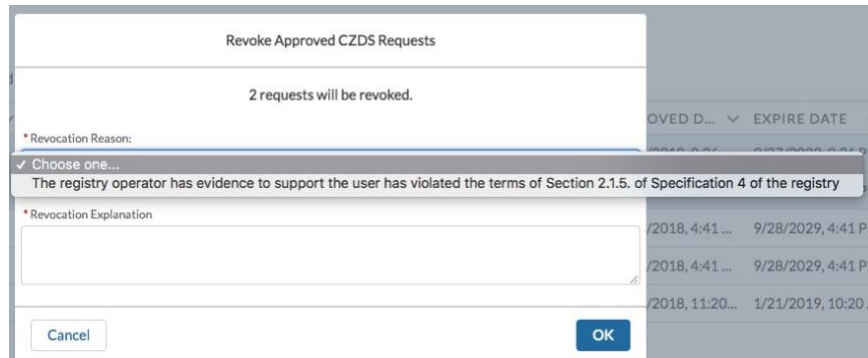 Revoke Approved CZDS Requests
2 requests will be revoked.
OVED D... EXPIRE DATE
* Revocation Reason:
✓ Choose one...
The registry operator has evidence to support the user has violated the terms of Section 2.1.5. of Specification 4 of the registry
* Revocation Explanation
/2018, 4:41 ... 9/28/2029, 4:41 P
/2018, 4:41 ... 9/28/2029, 4:41 P
/2018, 11:20... 1/21/2019, 10:20
Cancel OK